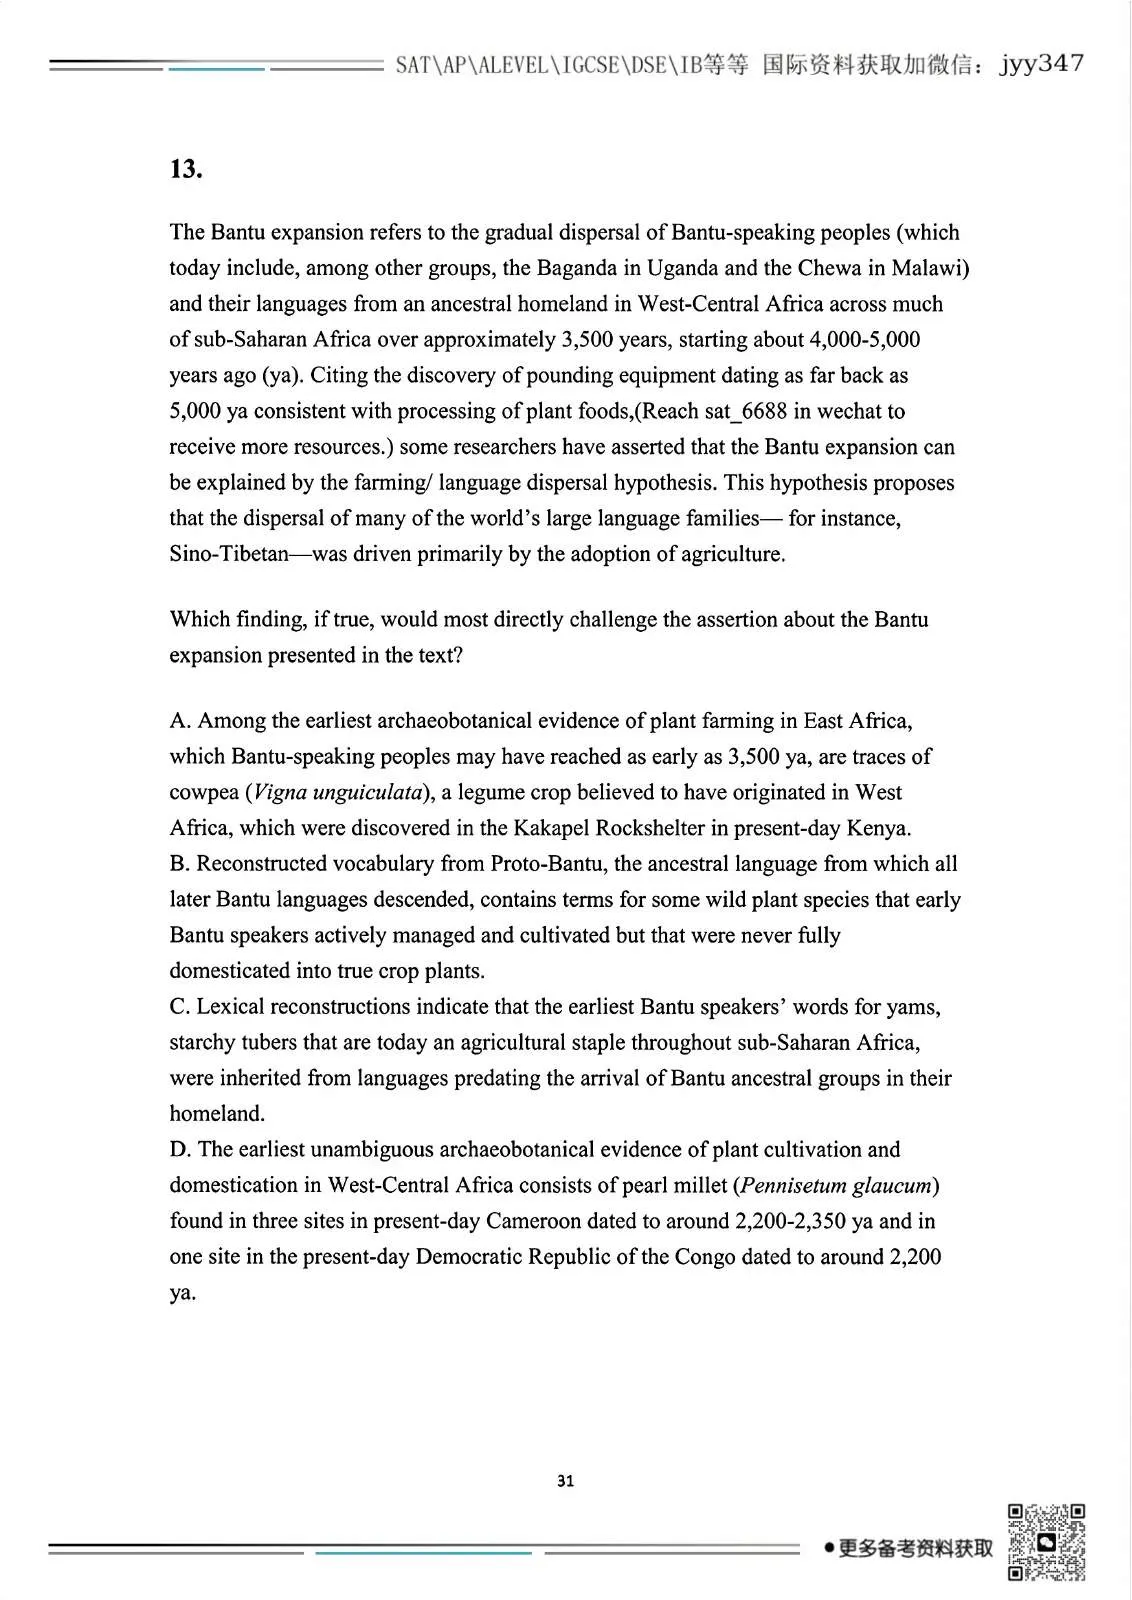 SAT\AP\ALEVEL\IGCSE\DSE\IB等等 国际资料获取加微信：jyy347
13.
The Bantu expansion refers to the gradual dispersal of Bantu-speaking peoples (which
today include, among other groups, the Baganda in Uganda and the Chewa in Malawi)
and their languages from an ancestral homeland in West-Central Africa across much
of sub-Saharan Africa over approximately 3,500 years, starting about 4,000-5,000
years ago (ya). Citing the discovery of pounding equipment dating as far back as
5,000 ya consistent with processing of plant foods,(Reach sat_6688 in wechat to
receive more resources.) some researchers have asserted that the Bantu expansion can
be explained by the farming/ language dispersal hypothesis. This hypothesis proposes
that the dispersal of many of the world’s large language families— for instance,
Sino-Tibetan—was driven primarily by the adoption of agriculture.
Which finding, if true, would most directly challenge the assertion about the Bantu
expansion presented in the text?
A. Among the earliest archaeobotanical evidence of plant farming in East Africa,
which Bantu-speaking peoples may have reached as early as 3,500 ya, are traces of
cowpea (Vigna unguiculata), a legume crop believed to have originated in West
Africa, which were discovered in the Kakapel Rockshelter in present-day Kenya.
B. Reconstructed vocabulary from Proto-Bantu, the ancestral language from which all
later Bantu languages descended, contains terms for some wild plant species that early
Bantu speakers actively managed and cultivated but that were never fully
domesticated into true crop plants.
C. Lexical reconstructions indicate that the earliest Bantu speakers’ words for yams,
starchy tubers that are today an agricultural staple throughout sub-Saharan Africa,
were inherited from languages predating the arrival of Bantu ancestral groups in their
homeland.
D. The earliest unambiguous archaeobotanical evidence of plant cultivation and
domestication in West-Central Africa consists of pearl millet (Pennisetum glaucum)
found in three sites in present-day Cameroon dated to around 2,200-2,350 ya and in
one site in the present-day Democratic Republic of the Congo dated to around 2,200
ya.
31
●更多备考资料获取